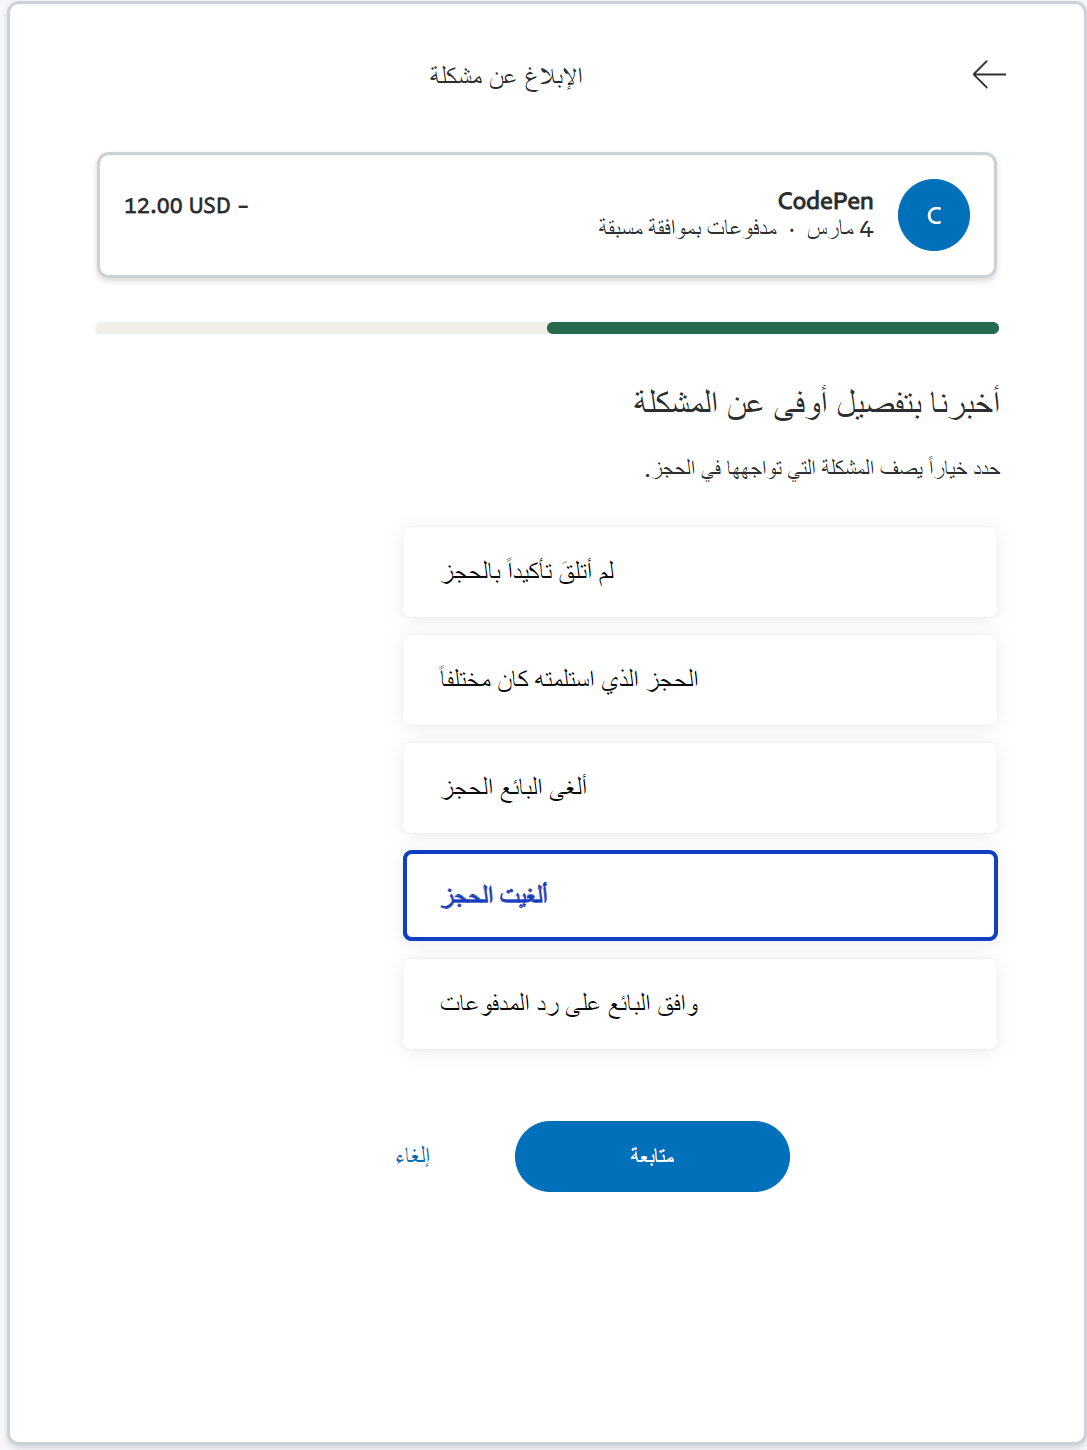 الإبلاغ عن مشكلة
C
CodePen
4 مارس · مدفوعات بموافقة مسبقة
12.00 USD -
أخبرنا بتفصيل أوفى عن المشكلة
حدد خياراً يصف المشكلة التي تواجهها في الحجز.
لم أتلقَ تأكيداً بالحجز
الحجز الذي استلمته كان مختلفاً
ألغى البائع الحجز
ألغيت الحجز
وافق البائع على رد المدفوعات
متابعة
إلغاء